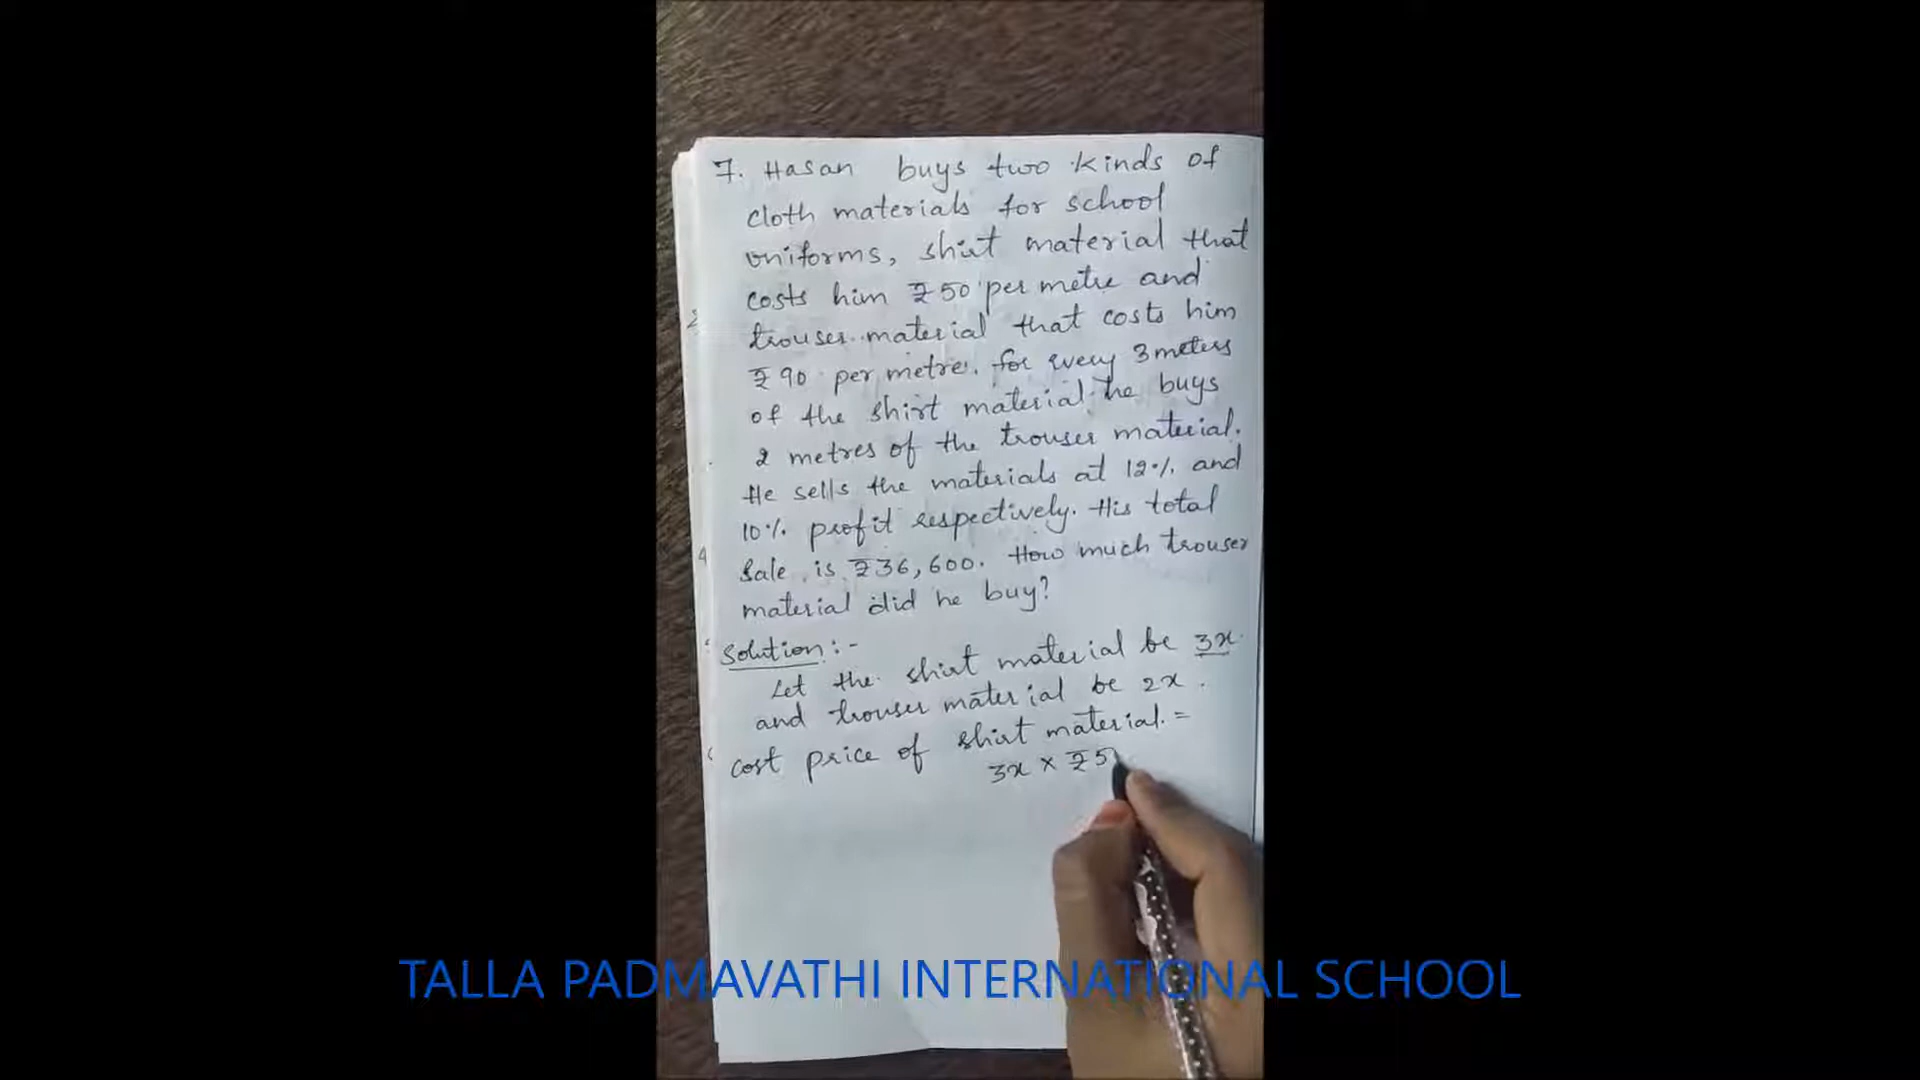 7. Hasan buys two kinds of
cloth materials for school
uniforms, shirt material that
costs him ₹50 per metre and
trouser material that costs him
₹90 per metre. For every 3 meters
of the shirt material he buys
2 metres of the trouser material.
He sells the materials at 12% and
10% profit respectively. His total
Sale is ₹36,600. How much trouser
material did he buy?
Solution:-
Let the shirt material be 3x
and trouser material be 2x.
cost price of shirt material =
3x × ₹5
TALLA PADMAVATHI INTERNATIONAL SCHOOL